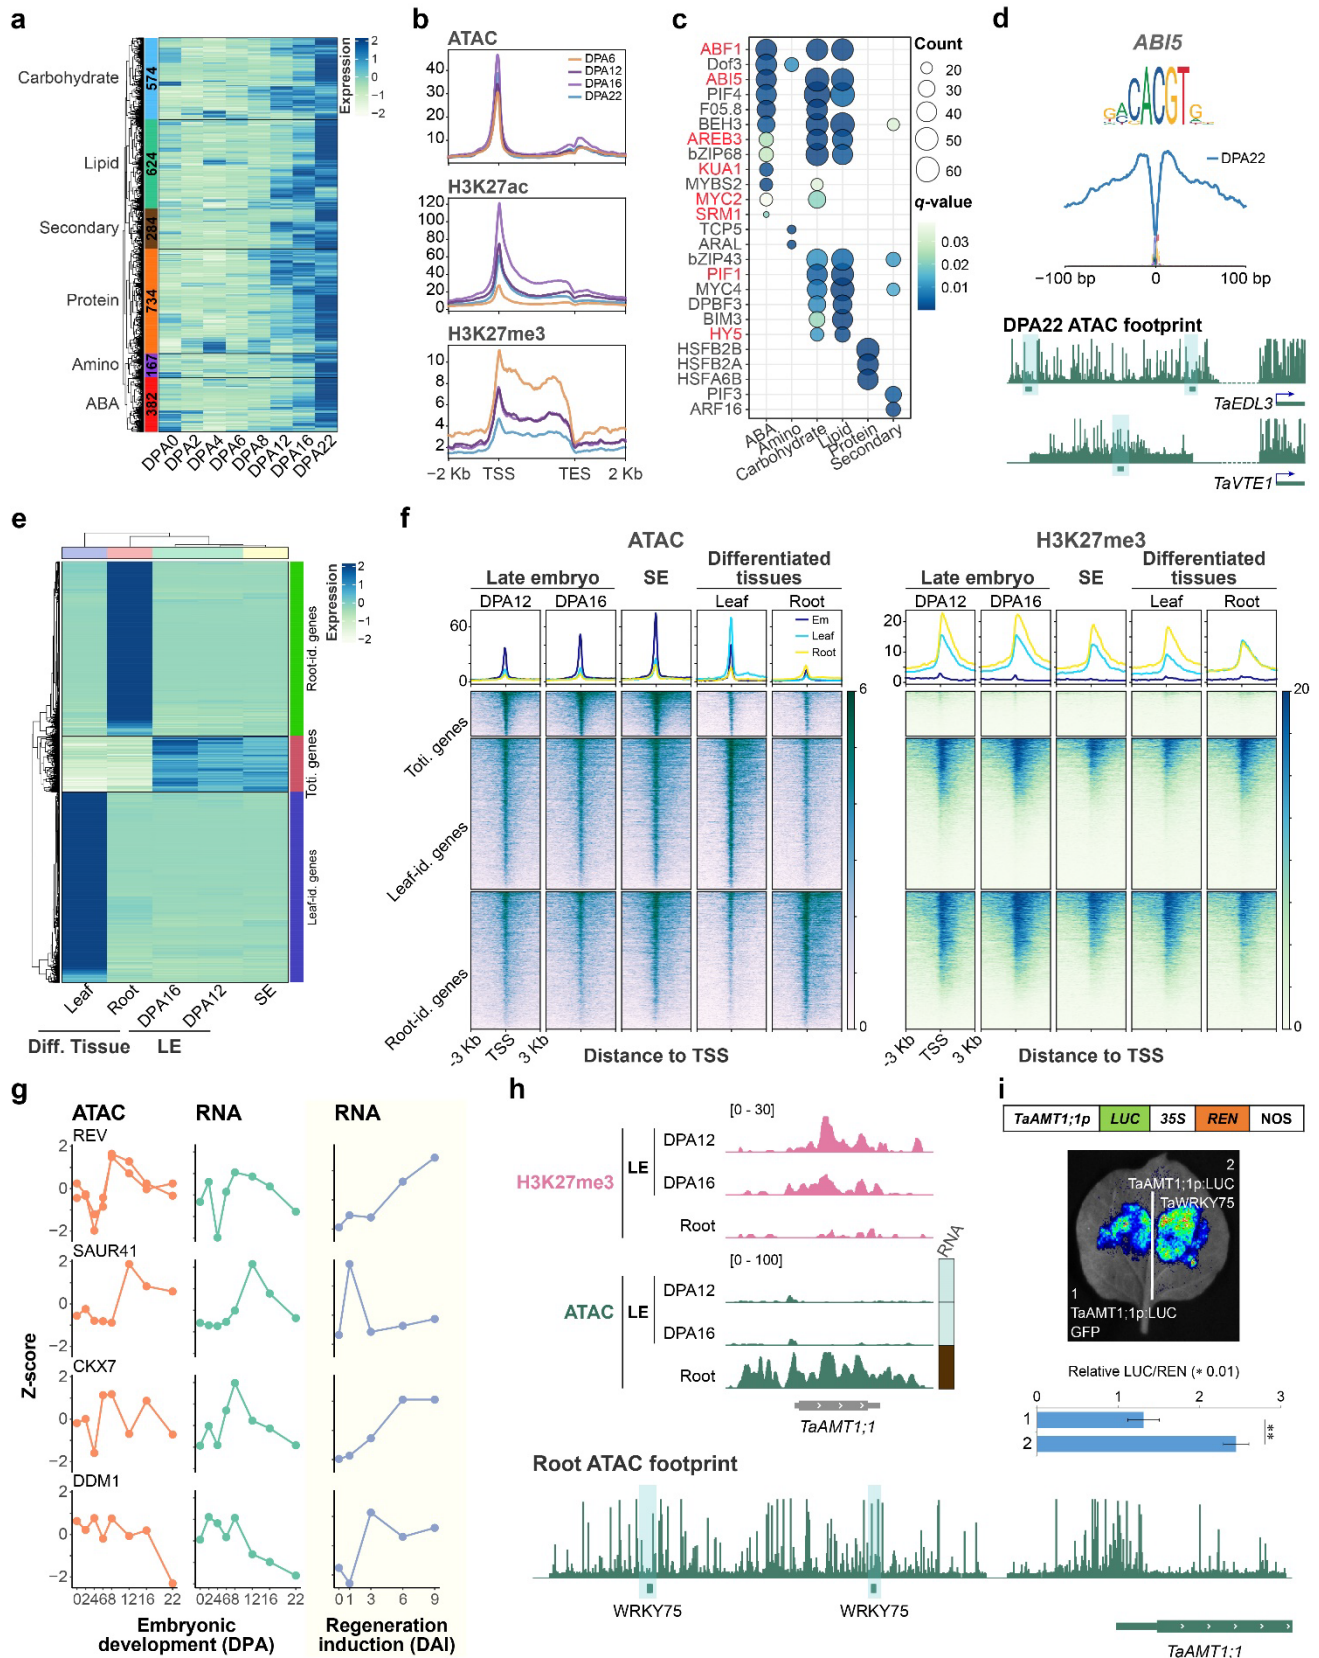 a
Carbohydrate
Lipid
Secondary
Protein
Amino
ABA
574
624
284
734
167
382
DPA0
DPA2
DPA4
DPA6
DPA8
DPA12
DPA16
DPA22
Expression
2
1
0
−1
−2
b
ATAC
DPA6
DPA12
DPA16
DPA22
40
30
20
10
H3K27ac
120
100
80
60
40
20
0
H3K27me3
10
8
6
4
2
−2 Kb
TSS
TES
2 Kb
c
ABF1
Dof3
ABI5
PIF4
F05.8
BEH3
AREB3
bZIP68
KUA1
MYBS2
MYC2
SRM1
TCP5
ARAL
bZIP43
PIF1
MYC4
DPBF3
BIM3
HY5
HSFB2B
HSFB2A
HSFA6B
PIF3
ARF16
ABA
Amino
Carbohydrate
Lipid
Protein
Secondary
Count
20
30
40
50
60
q-value
0.03
0.02
0.01
d
ABI5
CACGT
DPA22
−100 bp
0
100 bp
DPA22 ATAC footprint
TaEDL3
TaVTE1
e
Expression
2
1
0
−1
−2
Root-id. genes
Toti. genes
Leaf-id. genes
Leaf
Root
DPA16
DPA12
SE
Diff. Tissue
LE
f
ATAC
Late embryo
SE
Differentiated
tissues
DPA12
DPA16
Leaf
Root
60
0
Em
Leaf
Root
6
0
Toti. genes
Leaf-id. genes
Root-id. genes
-3 Kb
TSS
3 Kb
Distance to TSS
H3K27me3
Late embryo
SE
Differentiated
tissues
DPA12
DPA16
Leaf
Root
20
10
0
20
0
-3 Kb
TSS
3 Kb
Distance to TSS
g
ATAC
RNA
RNA
REV
2
0
−2
SAUR41
2
0
−2
CKX7
2
0
−2
DDM1
2
0
−2
Z-score
02468 1216 22
02468 1216 22
0 1 3 6 9
Embryonic
development (DPA)
Regeneration
induction (DAI)
h
[0 - 30]
H3K27me3
LE
DPA12
DPA16
Root
[0 - 100]
RNA
ATAC
LE
DPA12
DPA16
Root
TaAMT1;1
Root ATAC footprint
WRKY75
WRKY75
TaAMT1;1
i
TaAMT1;1p
LUC
35S
REN
NOS
2
TaAMT1;1p:LUC
TaWRKY75
1
TaAMT1;1p:LUC
GFP
Relative LUC/REN (* 0.01)
0
1
2
3
1
2
**